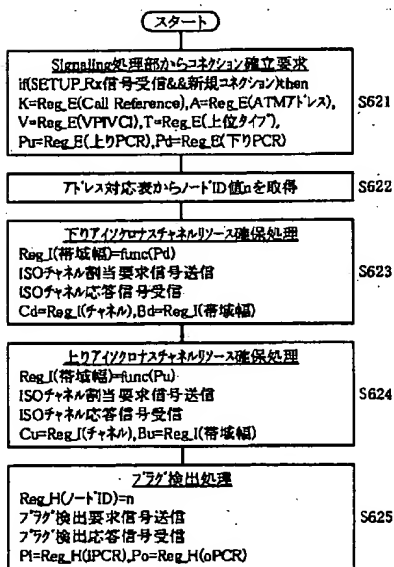 スタート
Signaling処理部からコネクション確立要求
if(SETUP_Rx信号受信&&新規コネクション)then
K=Reg_E(Call Reference),A=Reg_E(ATMアドレス),
V=Reg_E(VPI/VCI),T=Reg_E(上位タイプ),
Pu=Reg_E(上りPCR),Pd=Reg_E(下りPCR)
S621
アドレス対応表からノードID値nを取得
S622
下りアイソクロナスチャネルリソース確保処理
Reg_I(帯域幅)=func(Pd)
ISOチャネル割当要求信号送信
ISOチャネル応答信号受信
Cd=Reg_I(チャネル),Bd=Reg_I(帯域幅)
S623
上りアイソクロナスチャネルリソース確保処理
Reg_I(帯域幅)=func(Pu)
ISOチャネル割当要求信号送信
ISOチャネル応答信号受信
Cu=Reg_I(チャネル),Bu=Reg_I(帯域幅)
S624
プラグ検出処理
Reg_H(ノードID)=n
プラグ検出要求信号送信
プラグ検出応答信号受信
Pi=Reg_H(iPCR),Po=Reg_H(oPCR)
S625